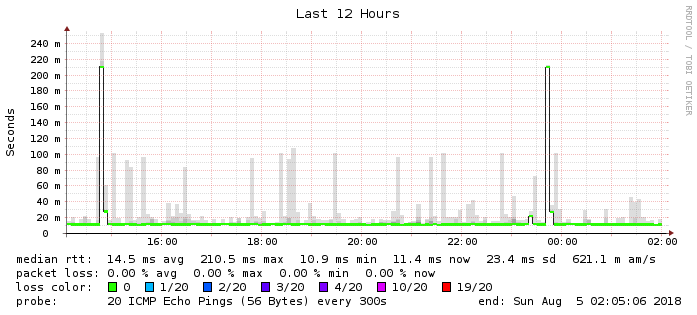 Last 12 Hours
RRDTOOL / TOBI OETIKER
Seconds
240 m
220 m
200 m
180 m
160 m
140 m
120 m
100 m
80 m
60 m
40 m
20 m
0
16:00 18:00 20:00 22:00 00:00 02:00
median rtt: 14.5 ms avg 210.5 ms max 10.9 ms min 11.4 ms now 23.4 ms sd 621.1 m am/s
packet loss: 0.00 % avg 0.00 % max 0.00 % min 0.00 % now
loss color: 0 1/20 2/20 3/20 4/20 10/20 19/20
probe: 20 ICMP Echo Pings (56 Bytes) every 300s end: Sun Aug 5 02:05:06 2018